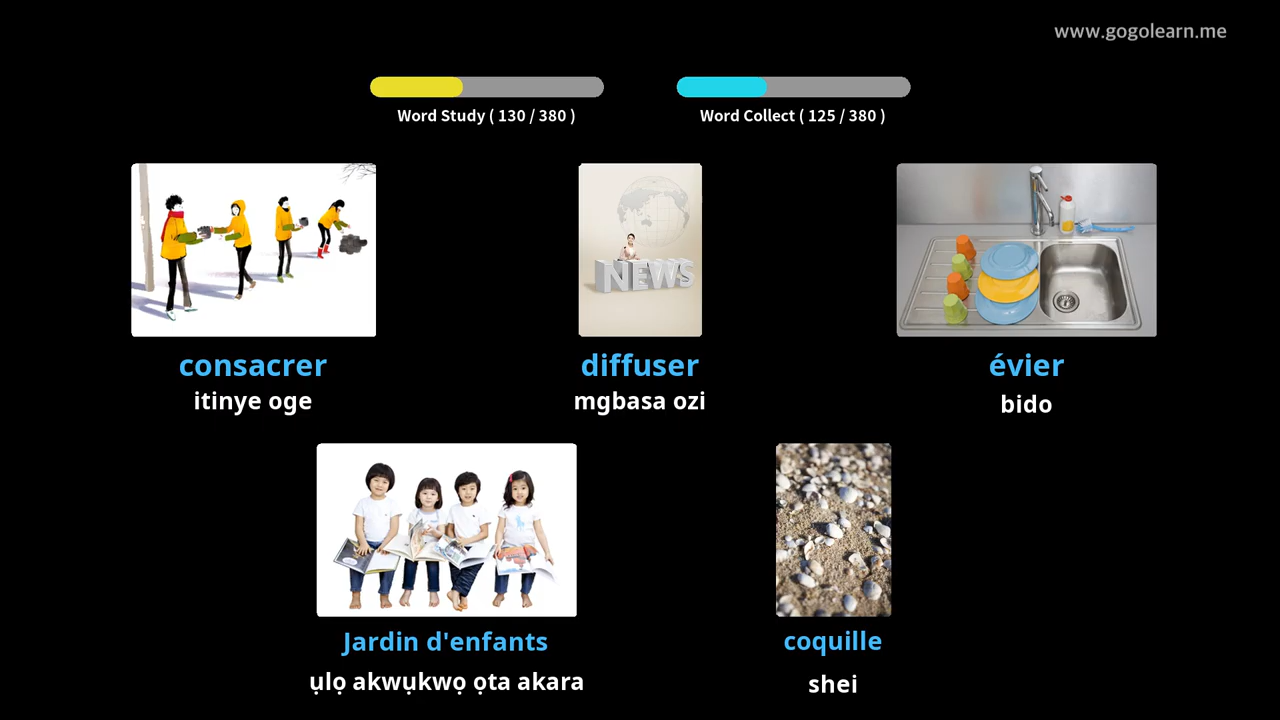 www.gogolearn.me
Word Study ( 130 / 380 )
Word Collect ( 125 / 380 )
NEWS
consacrer
itinye oge
diffuser
mgbasa ozi
évier
bido
Jardin d'enfants
ụlọ akwụkwọ ọta akara
coquille
shei